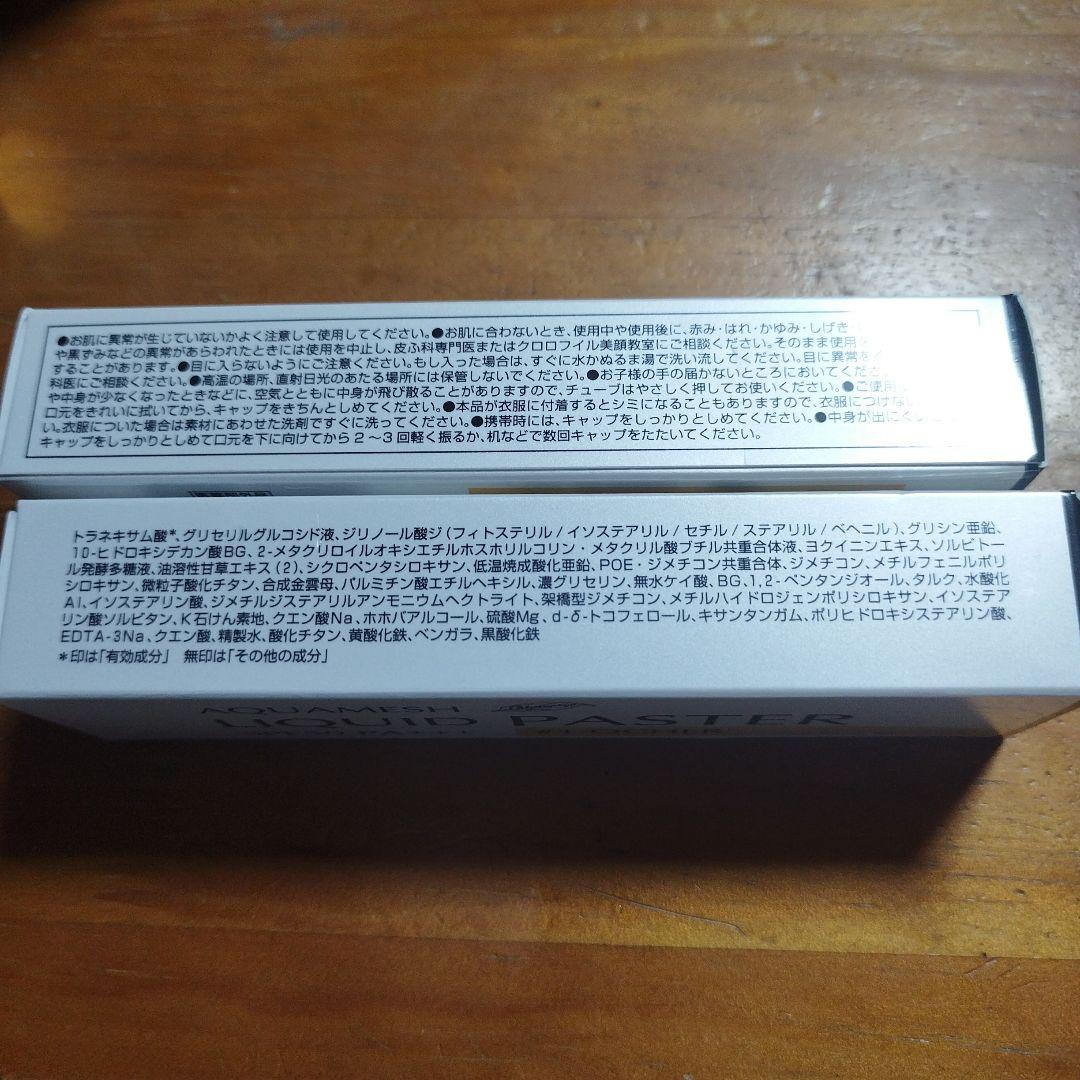 ●お肌に異常が生じていないかよく注意して使用してください。●お肌に合わないとき、使用中や使用後に、赤み・はれ・かゆみ・しげき・
や黒ずみなどの異常があらわれたときには使用を中止し、皮ふ科専門医またはクロロフイル美顔教室にご相談ください。そのまま使用を
することがあります。●目に入らないようにご注意ください。もし入った場合は、すぐに水かぬるま湯で洗い流してください。目に異常を
科医にご相談ください。●高温の場所、直射日光のあたる場所には保管しないでください。●お子様の手の届かないところにおいてくださ
や中身が少なくなったときなどに、空気とともに中身が飛び散ることがありますので、チューブはやさしく押してお使いください。●ご使用
口元をきれいに拭いてから、キャップをきちんとしめてください。●本品が衣服に付着するとシミになることもありますので、衣服につけない
い。衣服についた場合は素材にあわせた洗剤ですぐに洗ってください。●携帯時には、キャップをしっかりとしめてください。●中身が出にくい
キャップをしっかりとしめて口元を下に向けてから2～3回軽く振るか、机などで数回キャップをたたいてください。
医薬部外品
トラネキサム酸*、グリセリルグルコシド液、ジリノール酸ジ(フィトステリル/イソステアリル/セチル/ステアリル/ベヘニル)、グリシン亜鉛、
10-ヒドロキシデカン酸BG、2-メタクリロイルオキシエチルホスホリルコリン・メタクリル酸ブチル共重合体液、ヨクイニンエキス、ソルビトー
ル発酵多糖液、油溶性甘草エキス(2)、シクロペンタシロキサン、低温焼成酸化亜鉛、POE・ジメチコン共重合体、ジメチコン、メチルフェニルポリ
シロキサン、微粒子酸化チタン、合成金雲母、パルミチン酸エチルヘキシル、濃グリセリン、無水ケイ酸、BG、1,2-ペンタンジオール、タルク、水酸化
Al、イソステアリン酸、ジメチルジステアリルアンモニウムヘクトライト、架橋型ジメチコン、メチルハイドロジェンポリシロキサン、イソステア
リン酸ソルビタン、K石けん素地、クエン酸Na、ホホバアルコール、硫酸Mg、d-δ-トコフェロール、キサンタンガム、ポリヒドロキシステアリン酸、
EDTA-3Na、クエン酸、精製水、酸化チタン、黄酸化鉄、ベンガラ、黒酸化鉄
*印は「有効成分」 無印は「その他の成分」
AQUAMESH
LIQUID PASTER
OCHER